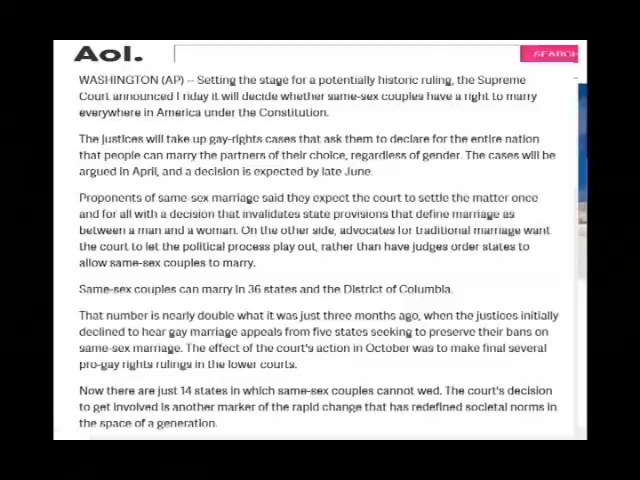 Aol.
SEARCH
WASHINGTON (AP) -- Setting the stage for a potentially historic ruling, the Supreme
Court announced Friday it will decide whether same-sex couples have a right to marry
everywhere in America under the Constitution.
The justices will take up gay-rights cases that ask them to declare for the entire nation
that people can marry the partners of their choice, regardless of gender. The cases will be
argued in April, and a decision is expected by late June.
Proponents of same-sex marriage said they expect the court to settle the matter once
and for all with a decision that invalidates state provisions that define marriage as
between a man and a woman. On the other side, advocates for traditional marriage want
the court to let the political process play out, rather than have judges order states to
allow same-sex couples to marry.
Same-sex couples can marry in 36 states and the District of Columbia.
That number is nearly double what it was just three months ago, when the justices initially
declined to hear gay marriage appeals from five states seeking to preserve their bans on
same-sex marriage. The effect of the court's action in October was to make final several
pro-gay rights rulings in the lower courts.
Now there are just 14 states in which same-sex couples cannot wed. The court's decision
to get involved is another marker of the rapid change that has redefined societal norms in
the space of a generation.